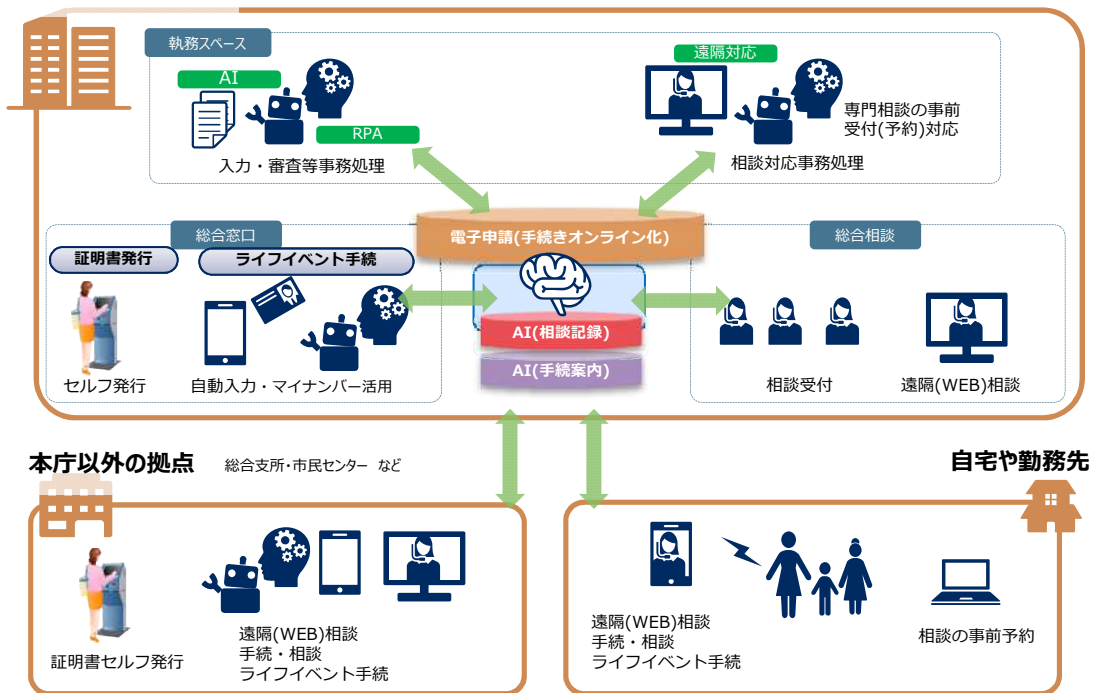 執務スペース
AI
RPA
入力・審査等事務処理
遠隔対応
専門相談の事前
受付(予約)対応
相談対応事務処理
電子申請(手続きオンライン化)
AI(相談記録)
AI(手続案内)
総合窓口
証明書発行
ライフイベント手続
セルフ発行
自動入力・マイナンバー活用
総合相談
相談受付
遠隔(WEB)相談
本庁以外の拠点
総合支所・市民センター など
証明書セルフ発行
遠隔(WEB)相談
手続・相談
ライフイベント手続
自宅や勤務先
遠隔(WEB)相談
手続・相談
ライフイベント手続
相談の事前予約